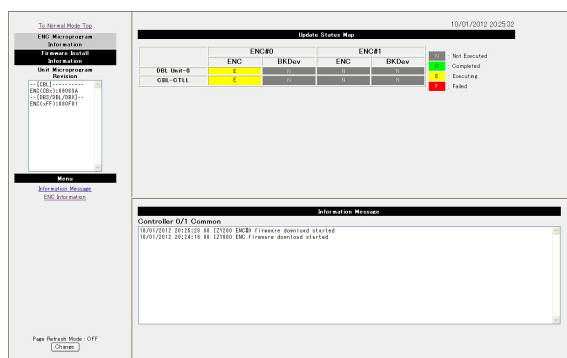 To Normal Mode Top
ENC Microprogram
Information
Firmware Install
Information
Unit Microprogram
Revision
--[CBL]----------
ENC(CBx):09083A
--[DBS/DBL/DBX]--
ENC(xFF):080F01
Menu
Information Message
ENC Information
Page Refresh Mode : OFF
Change
10/01/2012 20:25:32
Update Status Map
ENC#0 ENC#1
ENC BKDev ENC BKDev
DBL Unit-0 E N N N
CBL-CTLL E N N N
N : Not Executed
C : Completed
E : Executing
F : Failed
Information Message
Controller 0/1 Common
10/01/2012 20:25:28 00 IZY200 ENC#0 firmware download started
10/01/2012 20:24:18 00 IZY000 ENC firmware download started